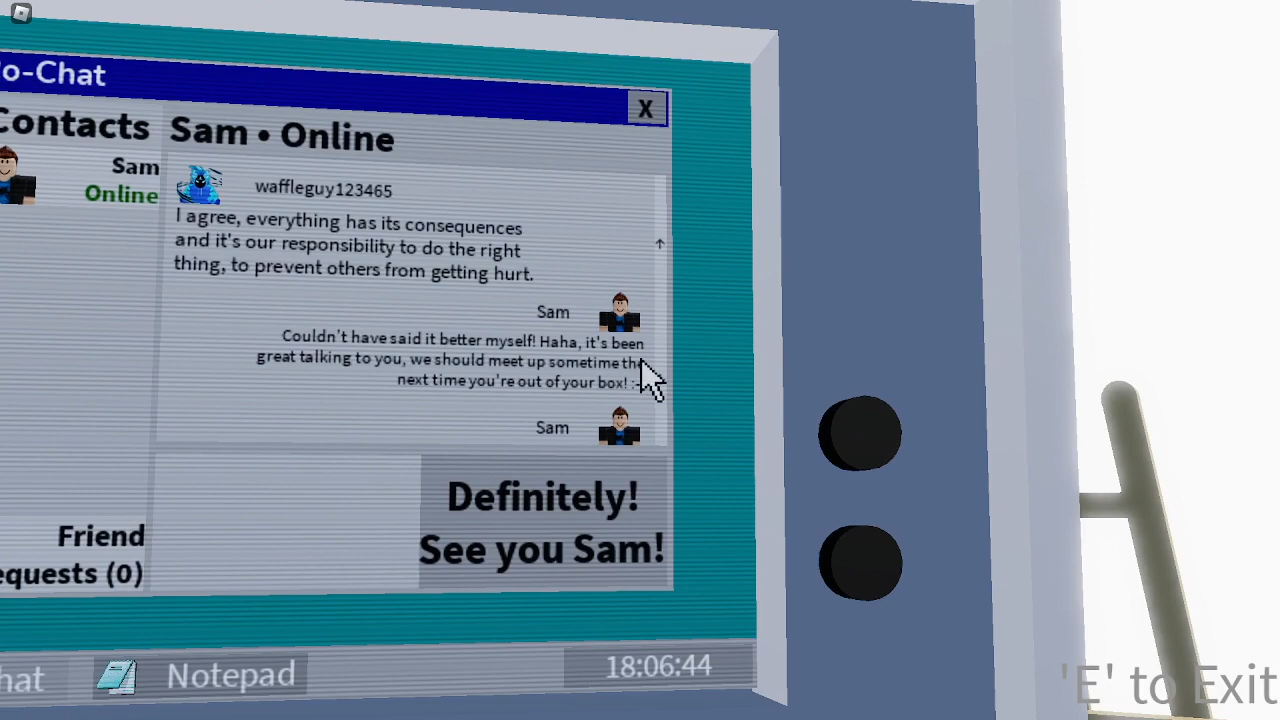 o-Chat
X
Contacts
Sam • Online
Sam
Online
waffleguy123465
I agree, everything has its consequences
and it's our responsibility to do the right
thing, to prevent others from getting hurt.
Sam
Couldn't have said it better myself! Haha, it's been
great talking to you, we should meet up sometime the
next time you're out of your box! :-
Sam
Definitely!
See you Sam!
Friend
equests (0)
hat
Notepad
18:06:44
'E' to Exit